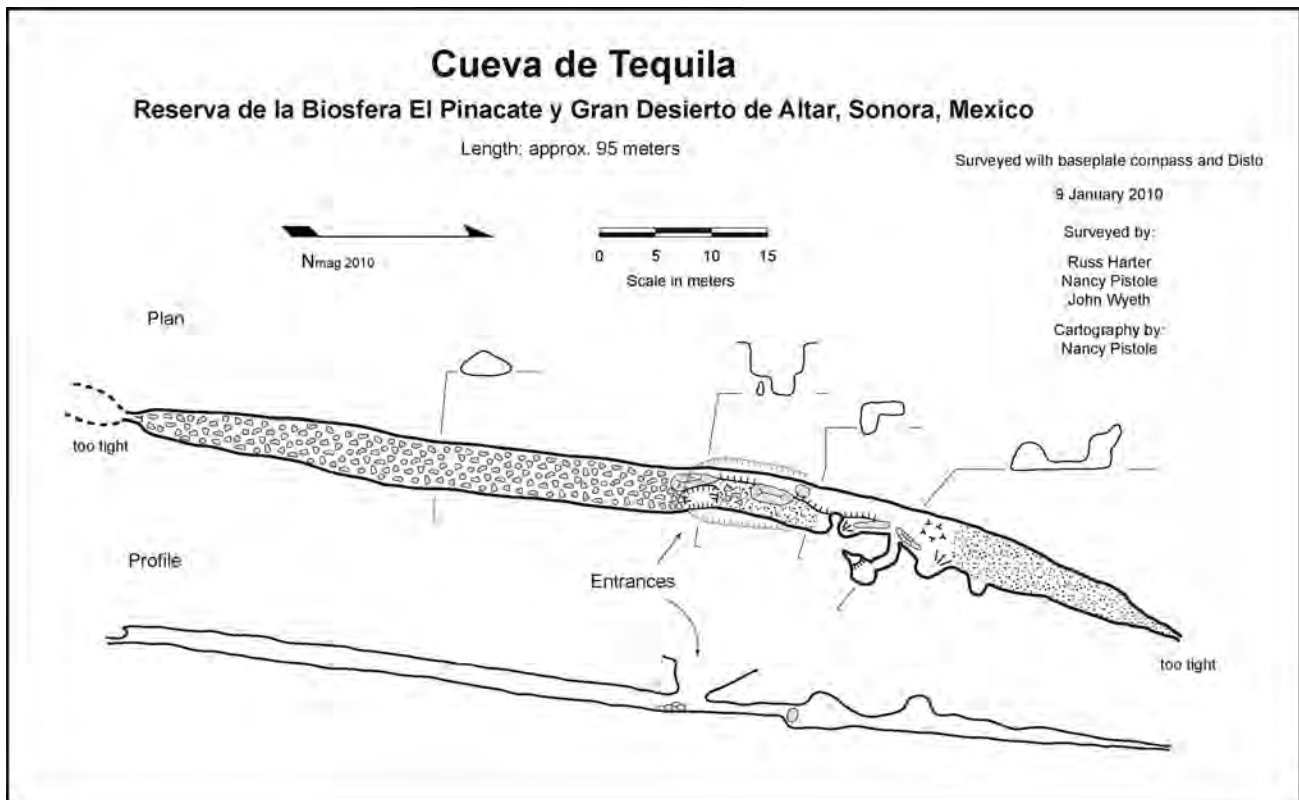 Cueva de Tequila
Reserva de la Biosfera El Pinacate y Gran Desierto de Altar, Sonora, Mexico
Length: approx. 95 meters
Surveyed with baseplate compass and Disto
9 January 2010
Surveyed by:
Russ Harter
Nancy Pistole
John Wyeth
Cartography by:
Nancy Pistole
Nmag 2010
0 5 10 15
Scale in meters
Plan
too tight
Profile
Entrances
too tight